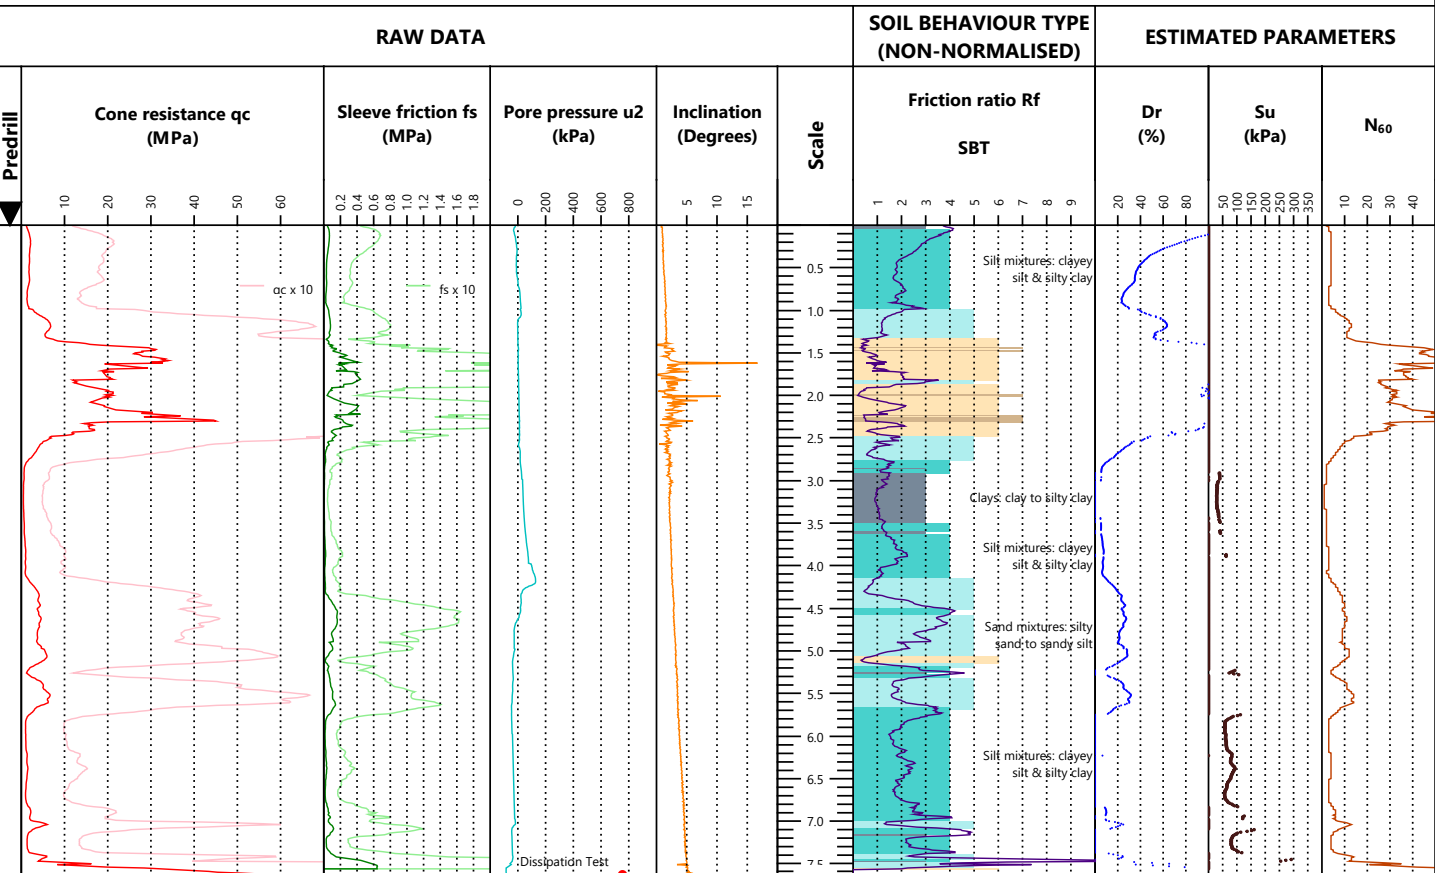 RAW DATA
SOIL BEHAVIOUR TYPE
(NON-NORMALISED)
ESTIMATED PARAMETERS
Predrill
Cone resistance qc
(MPa)
Sleeve friction fs
(MPa)
Pore pressure u2
(kPa)
Inclination
(Degrees)
Scale
Friction ratio Rf
SBT
Dr
(%)
Su
(kPa)
N60
10 20 30 40 50 60
0.2 0.4 0.6 0.8 1.0 1.2 1.4 1.6 1.8
0 200 400 600 800
5 10 15
1 2 3 4 5 6 7 8 9
20 40 60 80
50 100 150 200 250 300 350
10 20 30 40
qc x 10
fs x 10
0.5
1.0
1.5
2.0
2.5
3.0
3.5
4.0
4.5
5.0
5.5
6.0
6.5
7.0
7.5
Silt mixtures: clayey
silt & silty clay
Clays: clay to silty clay
Silt mixtures: clayey
silt & silty clay
Sand mixtures: silty
sand to sandy silt
Silt mixtures: clayey
silt & silty clay
Dissipation Test